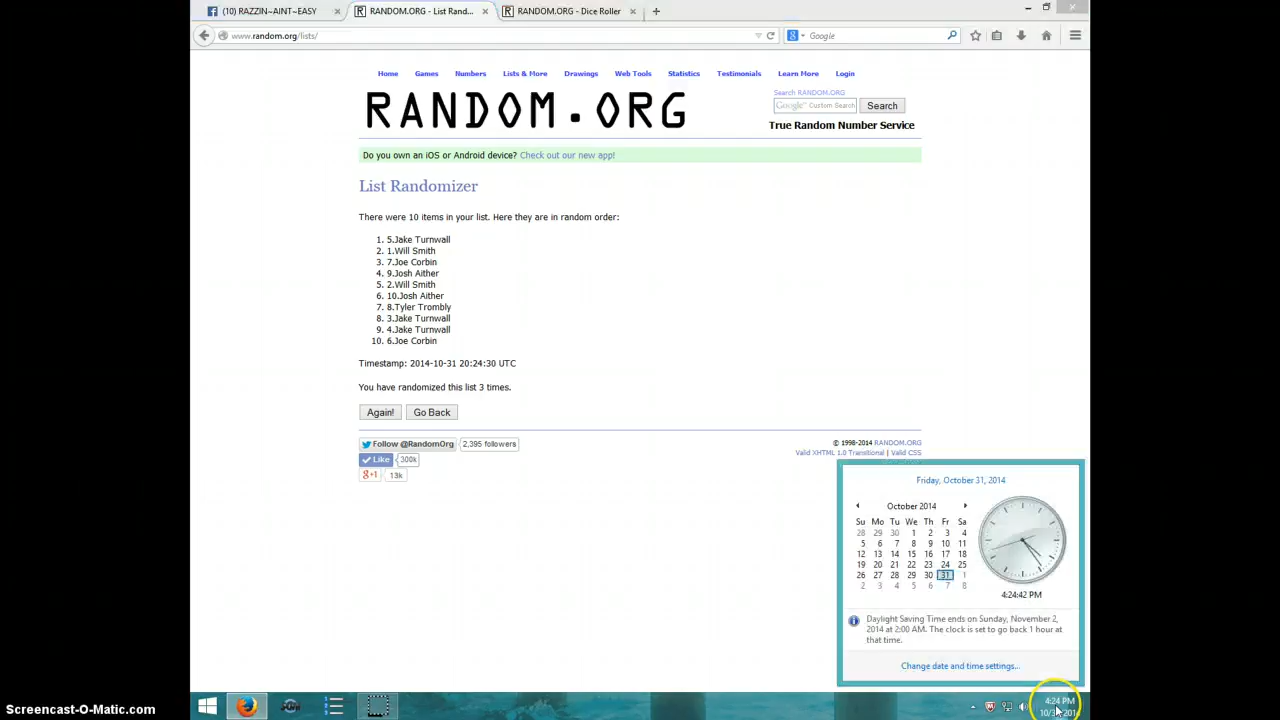 (10) RAZZIN~AINT~EASY
RANDOM.ORG - List Rand...
RANDOM.ORG - Dice Roller
www.random.org/lists/
Google
Home Games Numbers Lists & More Drawings Web Tools Statistics Testimonials Learn More Login
Search RANDOM.ORG
RANDOM.ORG
Google™ Custom Search Search
True Random Number Service
Do you own an iOS or Android device? Check out our new app!
List Randomizer
There were 10 items in your list. Here they are in random order:
1. 5.Jake Turnwall
2. 1.Will Smith
3. 7.Joe Corbin
4. 9.Josh Aither
5. 2.Will Smith
6. 10.Josh Aither
7. 8.Tyler Trombly
8. 3.Jake Turnwall
9. 4.Jake Turnwall
10. 6.Joe Corbin
Timestamp: 2014-10-31 20:24:30 UTC
You have randomized this list 3 times.
Again! Go Back
Follow @RandomOrg 2,395 followers
Like 300k
g+1 13k
© 1998-2014 RANDOM.ORG
Valid XHTML 1.0 Transitional | Valid CSS
Friday, October 31, 2014
October 2014
Su Mo Tu We Th Fr Sa
28 29 30 1 2 3 4
5 6 7 8 9 10 11
12 13 14 15 16 17 18
19 20 21 22 23 24 25
26 27 28 29 30 31 1
2 3 4 5 6 7 8
4:24:42 PM
Daylight Saving Time ends on Sunday, November 2,
2014 at 2:00 AM. The clock is set to go back 1 hour at
that time.
Change date and time settings...
4:24 PM
10/31/2014
Screencast-O-Matic.com